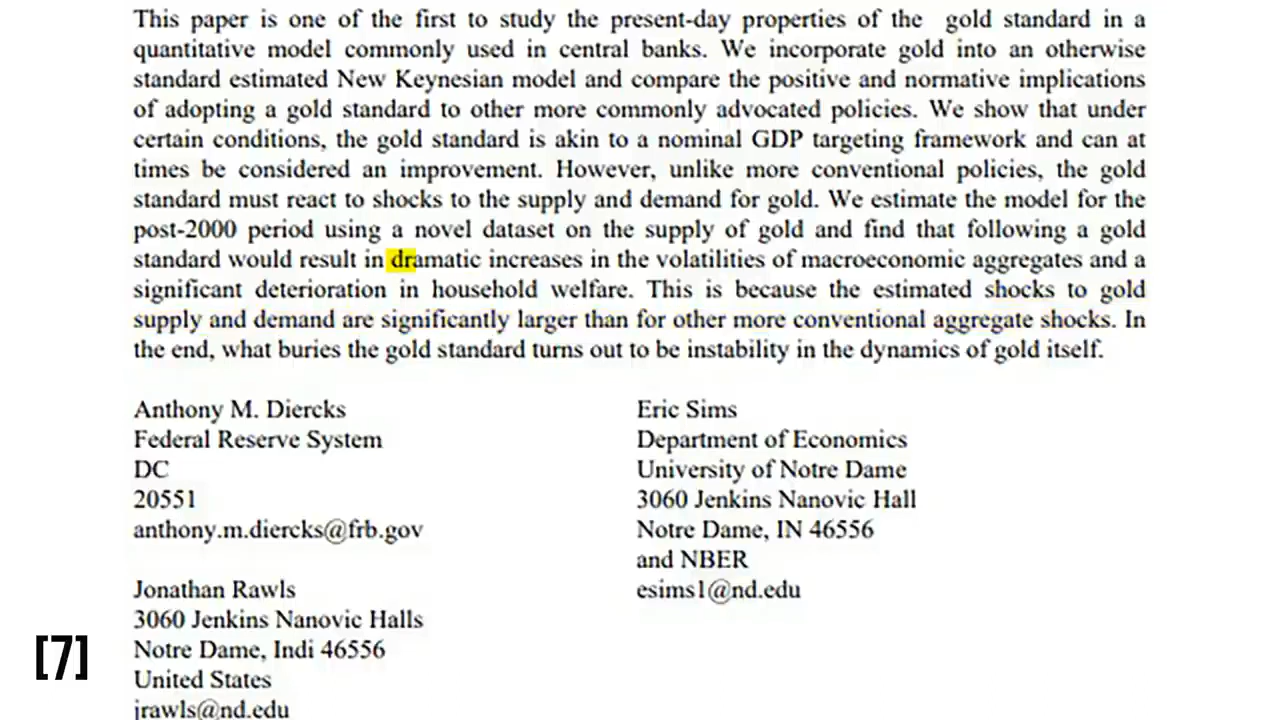 This paper is one of the first to study the present-day properties of the gold standard in a
quantitative model commonly used in central banks. We incorporate gold into an otherwise
standard estimated New Keynesian model and compare the positive and normative implications
of adopting a gold standard to other more commonly advocated policies. We show that under
certain conditions, the gold standard is akin to a nominal GDP targeting framework and can at
times be considered an improvement. However, unlike more conventional policies, the gold
standard must react to shocks to the supply and demand for gold. We estimate the model for the
post-2000 period using a novel dataset on the supply of gold and find that following a gold
standard would result in dramatic increases in the volatilities of macroeconomic aggregates and a
significant deterioration in household welfare. This is because the estimated shocks to gold
supply and demand are significantly larger than for other more conventional aggregate shocks. In
the end, what buries the gold standard turns out to be instability in the dynamics of gold itself.
Anthony M. Diercks
Federal Reserve System
DC
20551
anthony.m.diercks@frb.gov
Jonathan Rawls
3060 Jenkins Nanovic Halls
Notre Dame, Indi 46556
United States
jrawls@nd.edu
Eric Sims
Department of Economics
University of Notre Dame
3060 Jenkins Nanovic Hall
Notre Dame, IN 46556
and NBER
esims1@nd.edu
[7]